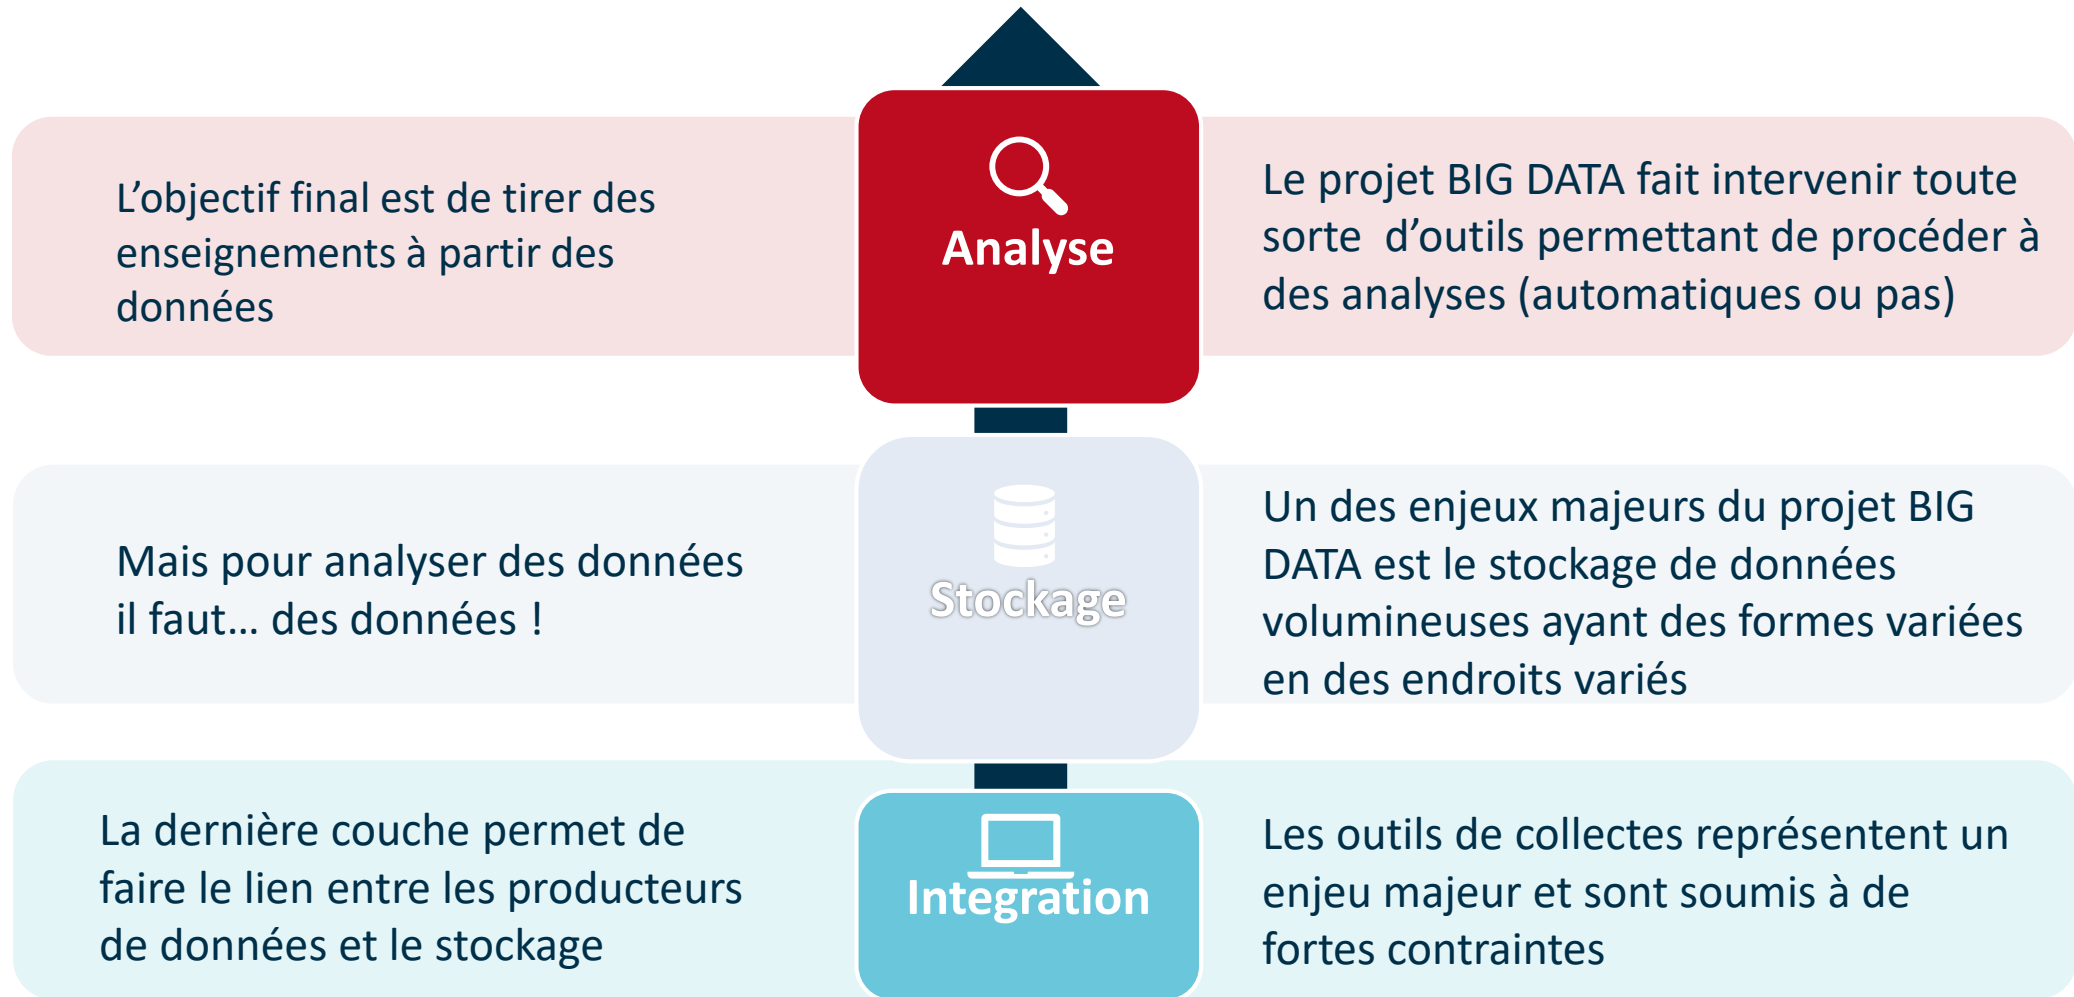 L’objectif final est de tirer des
enseignements à partir des
données
Analyse
Le projet BIG DATA fait intervenir toute
sorte  d’outils permettant de procéder à
des analyses (automatiques ou pas)
Mais pour analyser des données
il faut… des données !
Stockage
Un des enjeux majeurs du projet BIG
DATA est le stockage de données
volumineuses ayant des formes variées
en des endroits variés
La dernière couche permet de
faire le lien entre les producteurs
de données et le stockage
Integration
Les outils de collectes représentent un
enjeu majeur et sont soumis à de
fortes contraintes